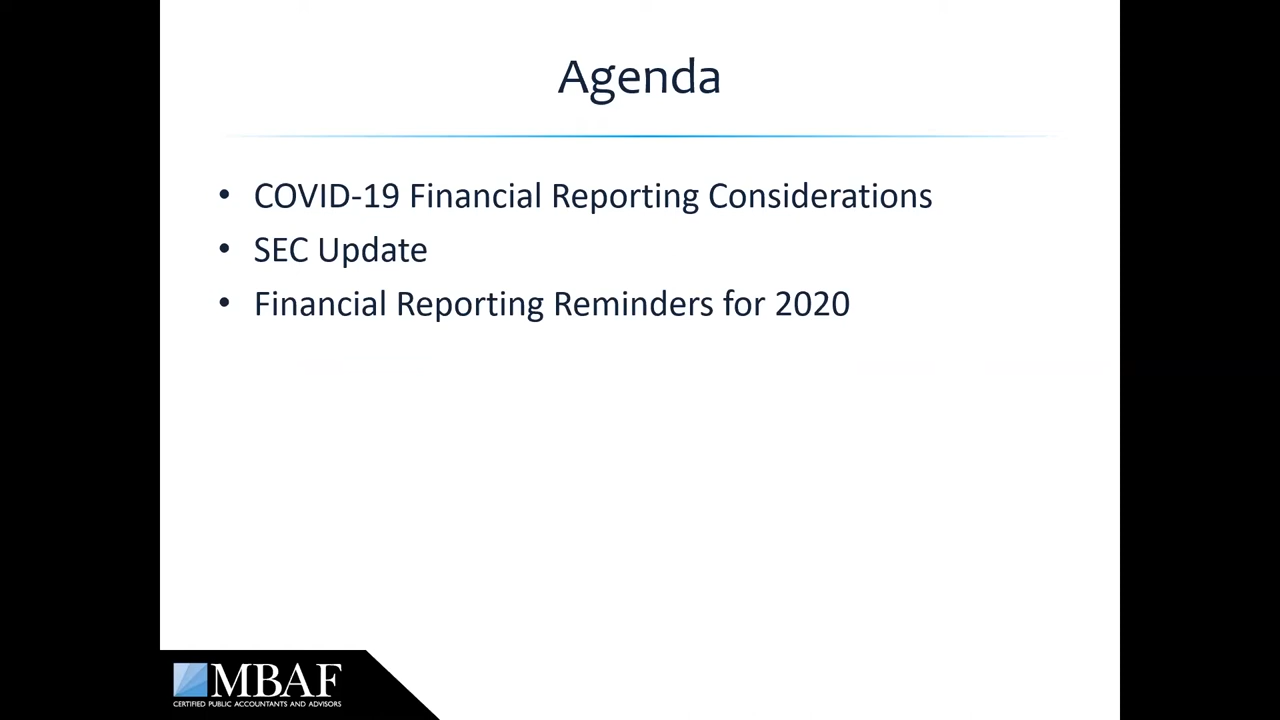 Agenda
• COVID-19 Financial Reporting Considerations
• SEC Update
• Financial Reporting Reminders for 2020
MBAF
CERTIFIED PUBLIC ACCOUNTANTS AND ADVISORS